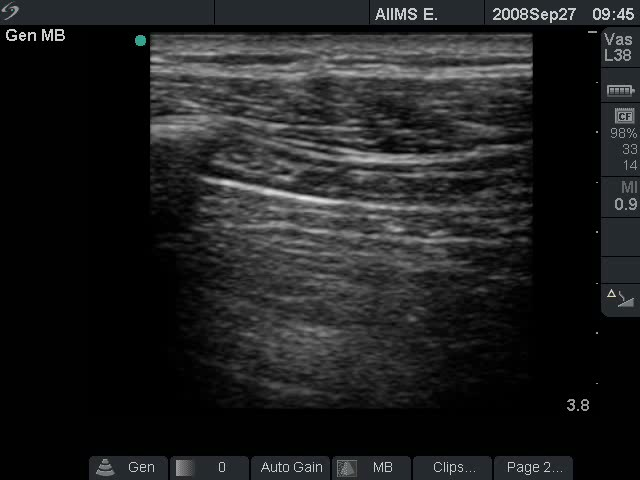 AIIMS E. 2008Sep27 09:45
Gen MB
Vas
L38
CF
98%
33
14
MI
0.9
3.8
Gen 0 Auto Gain MB Clips... Page 2...